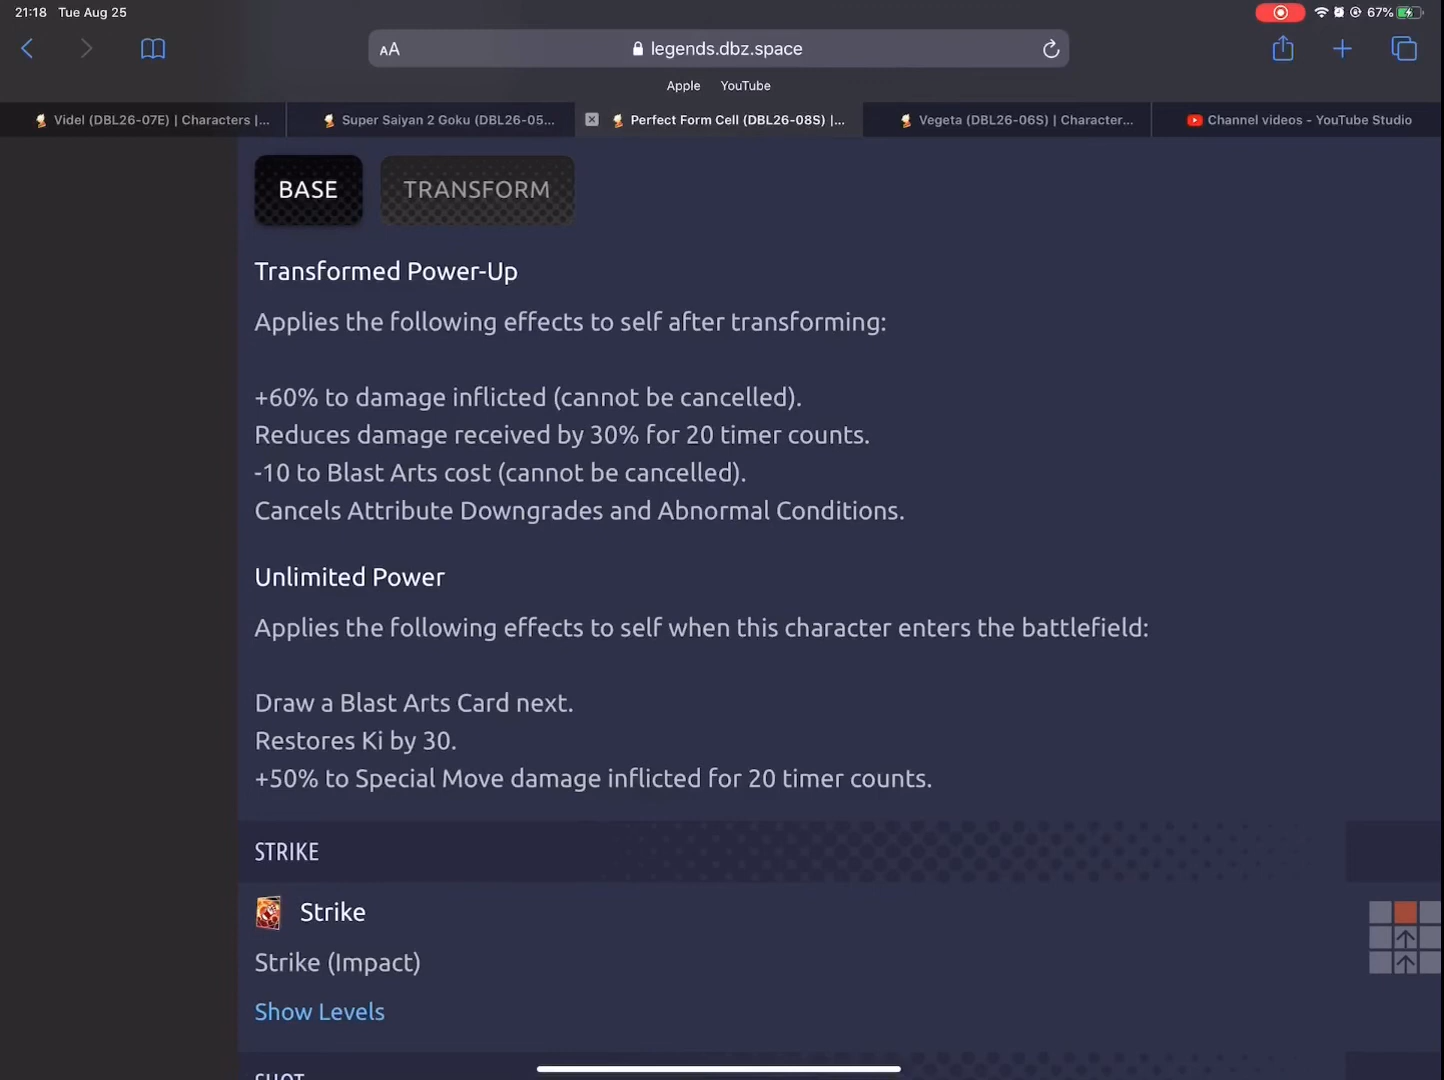 21:18 Tue Aug 25
67%
AA
legends.dbz.space
Apple YouTube
Videl (DBL26-07E) | Characters |...
Super Saiyan 2 Goku (DBL26-05...
Perfect Form Cell (DBL26-08S) |...
Vegeta (DBL26-06S) | Character...
Channel videos - YouTube Studio
BASE
TRANSFORM
Transformed Power-Up
Applies the following effects to self after transforming:
+60% to damage inflicted (cannot be cancelled).
Reduces damage received by 30% for 20 timer counts.
-10 to Blast Arts cost (cannot be cancelled).
Cancels Attribute Downgrades and Abnormal Conditions.
Unlimited Power
Applies the following effects to self when this character enters the battlefield:
Draw a Blast Arts Card next.
Restores Ki by 30.
+50% to Special Move damage inflicted for 20 timer counts.
STRIKE
Strike
Strike (Impact)
Show Levels
SHOT